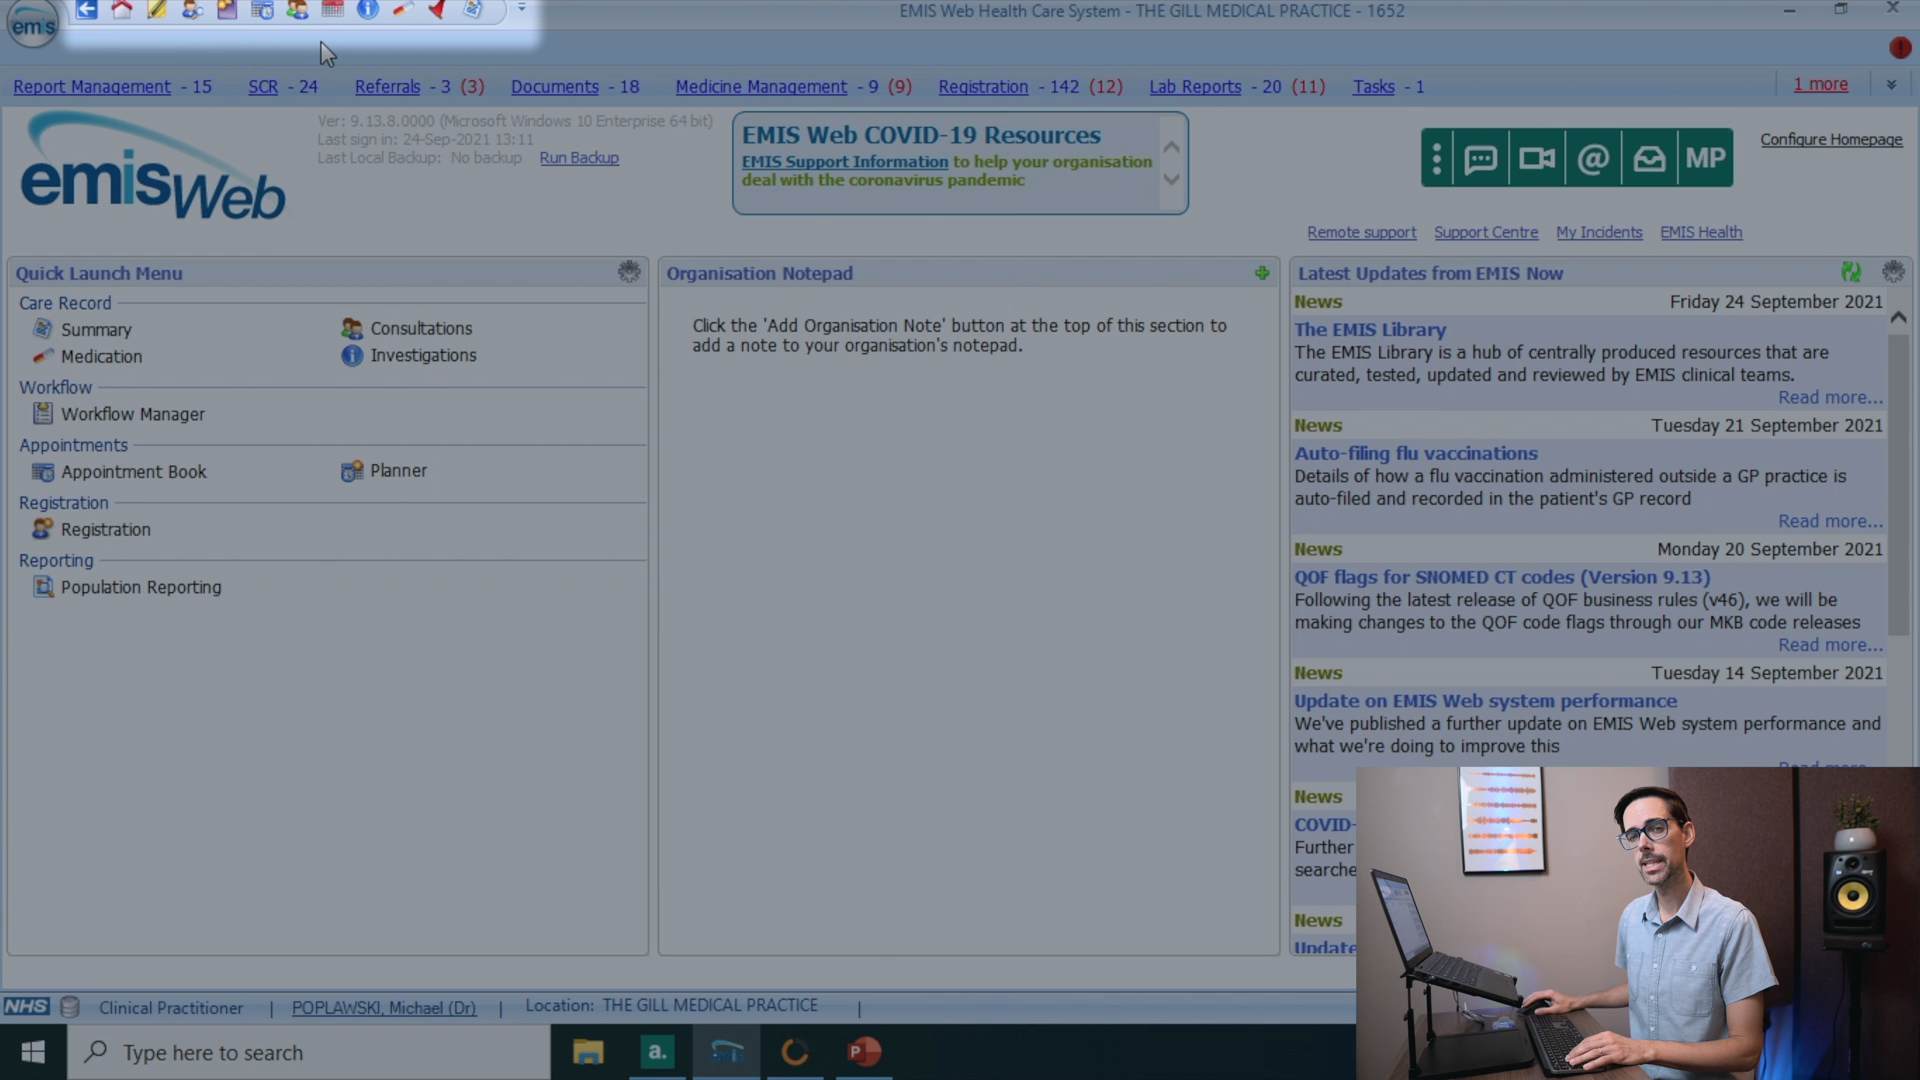 emis
EMIS Web Health Care System - THE GILL MEDICAL PRACTICE - 1652
Report Management - 15 SCR - 24 Referrals - 3 (3) Documents - 18 Medicine Management - 9 (9) Registration - 142 (12) Lab Reports - 20 (11) Tasks - 1 1 more
emisWeb
Ver: 9.13.8.0000 (Microsoft Windows 10 Enterprise 64 bit)
Last sign in: 24-Sep-2021 13:11
Last Local Backup: No backup Run Backup
EMIS Web COVID-19 Resources
EMIS Support Information to help your organisation
deal with the coronavirus pandemic
@ MP
Configure Homepage
Remote support Support Centre My Incidents EMIS Health
Quick Launch Menu
Care Record
Summary Consultations
Medication Investigations
Workflow
Workflow Manager
Appointments
Appointment Book Planner
Registration
Registration
Reporting
Population Reporting
Organisation Notepad
Click the 'Add Organisation Note' button at the top of this section to
add a note to your organisation's notepad.
Latest Updates from EMIS Now
News Friday 24 September 2021
The EMIS Library
The EMIS Library is a hub of centrally produced resources that are
curated, tested, updated and reviewed by EMIS clinical teams.
Read more...
News Tuesday 21 September 2021
Auto-filing flu vaccinations
Details of how a flu vaccination administered outside a GP practice is
auto-filed and recorded in the patient's GP record
Read more...
News Monday 20 September 2021
QOF flags for SNOMED CT codes (Version 9.13)
Following the latest release of QOF business rules (v46), we will be
making changes to the QOF code flags through our MKB code releases
Read more...
News Tuesday 14 September 2021
Update on EMIS Web system performance
We've published a further update on EMIS Web system performance and
what we're doing to improve this
Read more...
News
COVID-
Further
searche
News
Update
NHS Clinical Practitioner | POPLAWSKI, Michael (Dr) | Location: THE GILL MEDICAL PRACTICE |
Type here to search
a.
P